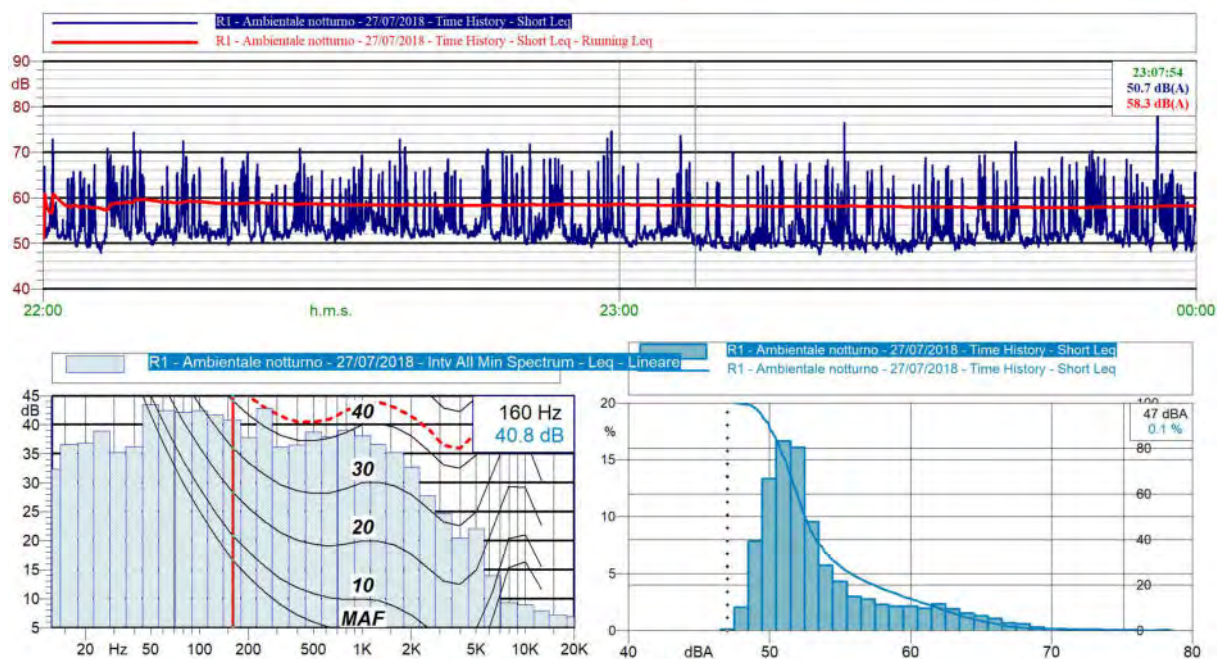 R1 - Ambientale notturno - 27/07/2018 - Time History - Short Leq
R1 - Ambientale notturno - 27/07/2018 - Time History - Short Leq - Running Leq
90
dB
80
70
60
50
40
23:07:54
50.7 dB(A)
58.3 dB(A)
22:00 h.m.s. 23:00 00:00
R1 - Ambientale notturno - 27/07/2018 - Intv All Min Spectrum - Leq - Lineare
45
dB
40
35
30
25
20
15
10
5
40
30
20
10
MAF
160 Hz
40.8 dB
20 Hz 50 100 200 500 1K 2K 5K 10K 20K
R1 - Ambientale notturno - 27/07/2018 - Time History - Short Leq
R1 - Ambientale notturno - 27/07/2018 - Time History - Short Leq
20
%
15
10
5
0
100
47 dBA
0.1 %
80
60
40
20
0
40 dBA 50 60 70 80